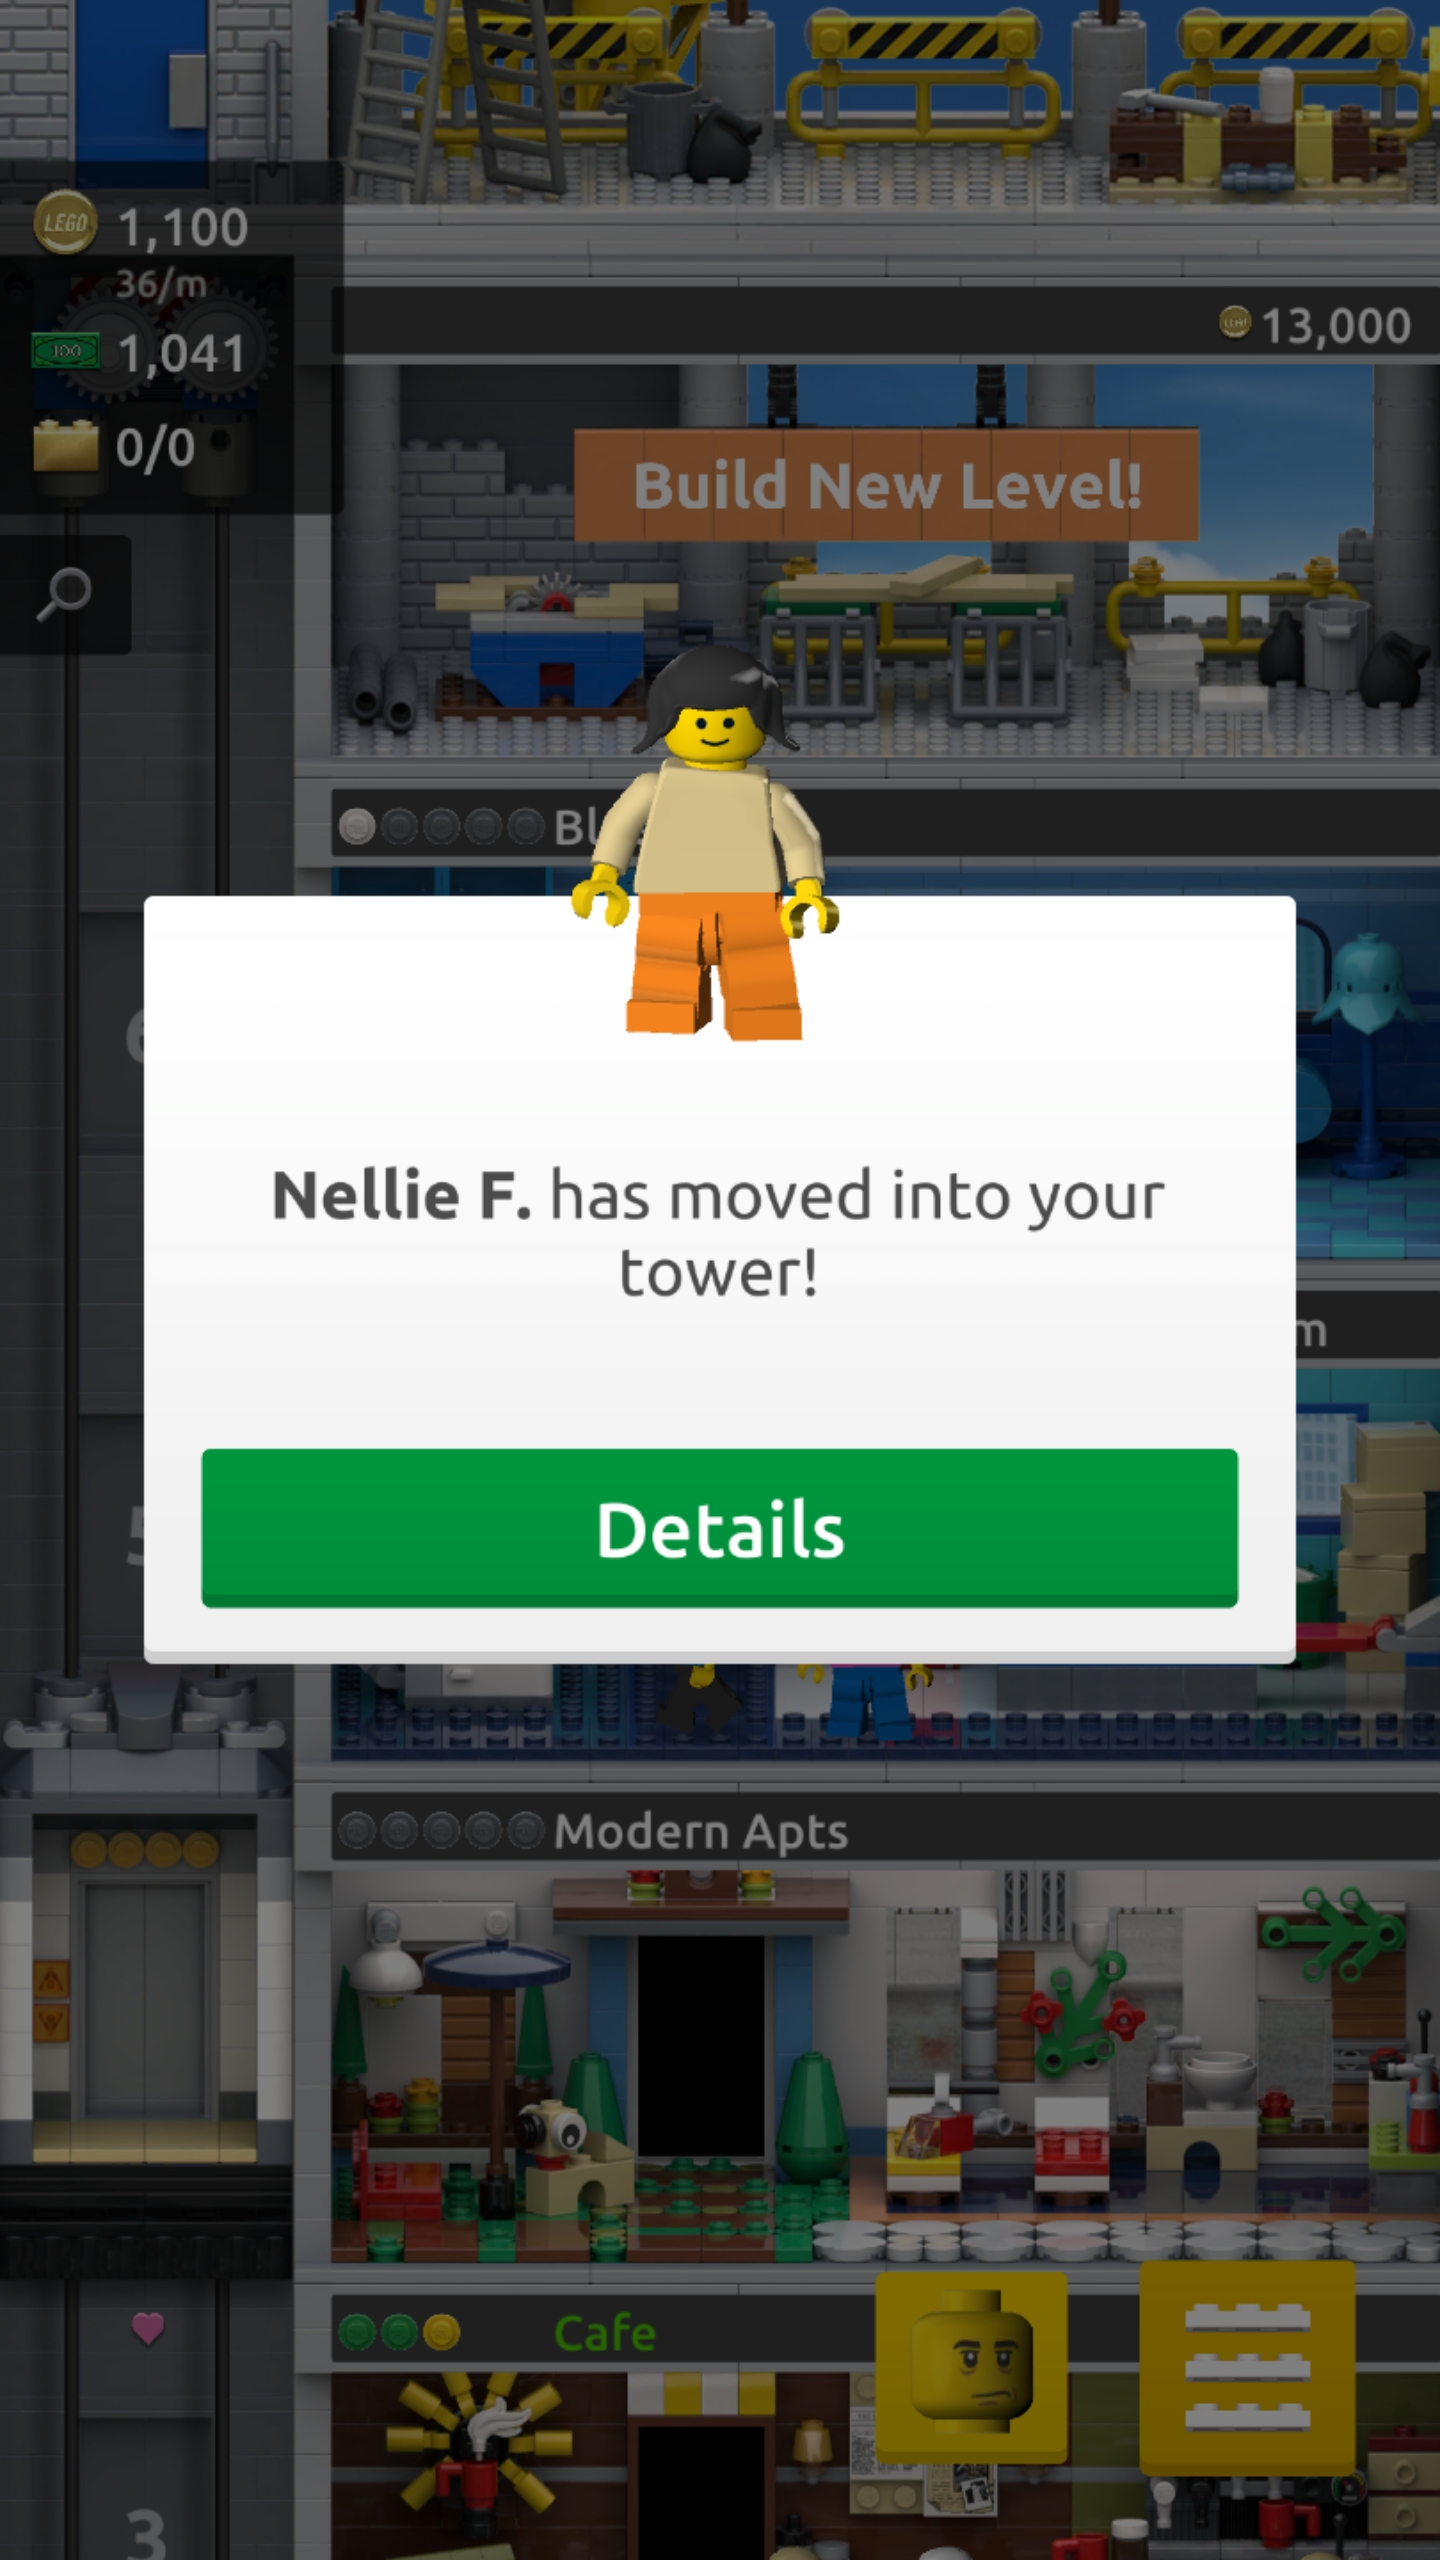 LEGO 1,100
36/m
13,000
100 1,041
0/0
Build New Level!
Bl
6
Nellie F. has moved into your
tower!
m
Details
5
Modern Apts
Cafe
3